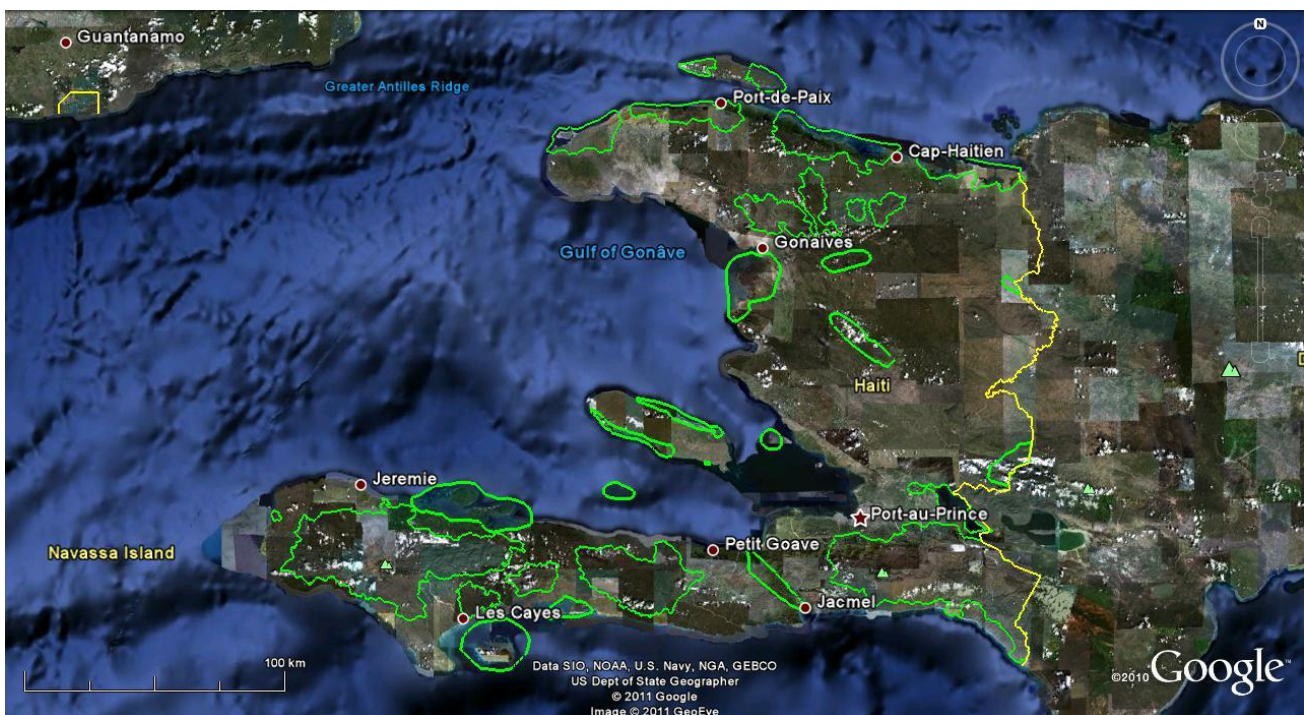 Guantanamo
N
Greater Antilles Ridge
Port-de-Paix
Cap-Haitien
Gulf of Gonâve
Gonaives
D
Haiti
Jeremie
Port-au-Prince
Navassa Island
Petit Goave
Jacmel
Les Cayes
100 km
Data SIO, NOAA, U.S. Navy, NGA, GEBCO
US Dept of State Geographer
© 2011 Google
Image © 2011 GeoEye
©2010 Google™